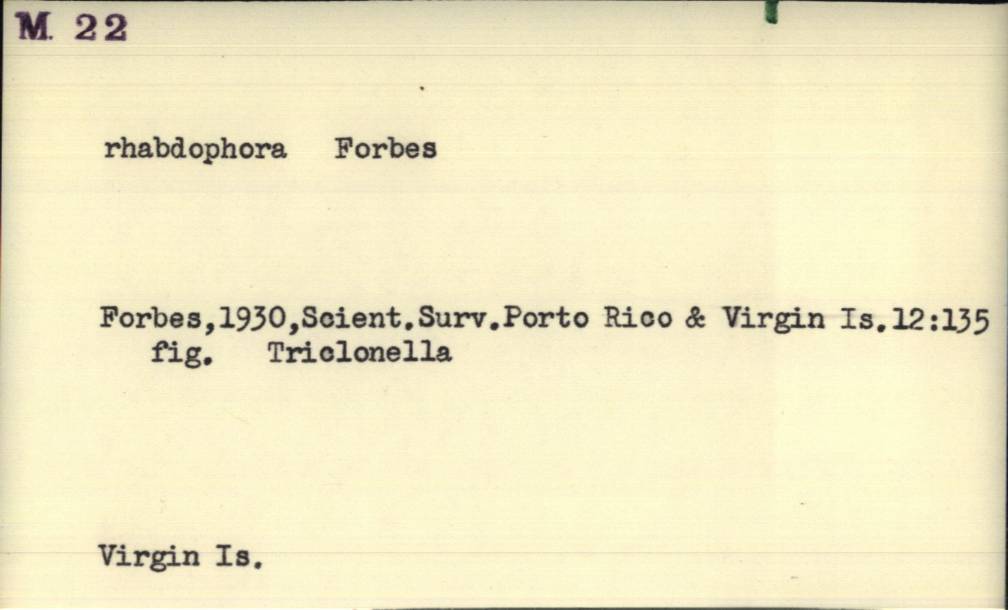 M. 22
rhabdophora Forbes
Forbes,1930,Scient.Surv.Porto Rico & Virgin Is.12:135
fig. Triclonella
Virgin Is.